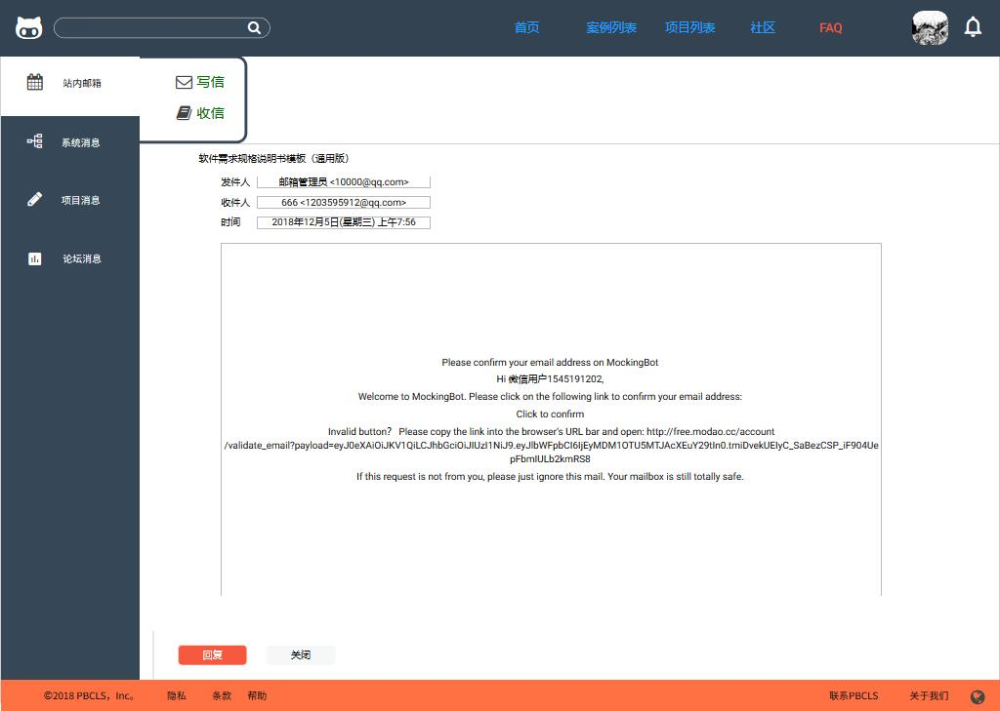 首页 案例列表 项目列表 社区 FAQ
站内邮箱
写信
收信
系统消息
项目消息
论坛消息
软件需求规格说明书模板（通用版）
发件人 邮箱管理员 <10000@qq.com>
收件人 666 <1203595912@qq.com>
时间 2018年12月5日(星期三) 上午7:56
Please confirm your email address on MockingBot
Hi 微信用户1545191202,
Welcome to MockingBot. Please click on the following link to confirm your email address:
Click to confirm
Invalid button？ Please copy the link into the browser's URL bar and open: http://free.modao.cc/account
/validate_email?payload=eyJ0eXAiOiJKV1QiLCJhbGciOiJIUzI1NiJ9.eyJlbWFpbCI6IjEyMDM1OTU5MTJAcXEuY29tIn0.tmiDvekUEIyC_SaBezCSP_iF904Ue
pFbmIULb2kmRS8
If this request is not from you, please just ignore this mail. Your mailbox is still totally safe.
回复 关闭
©2018 PBCLS，Inc。 隐私 条款 帮助 联系PBCLS 关于我们